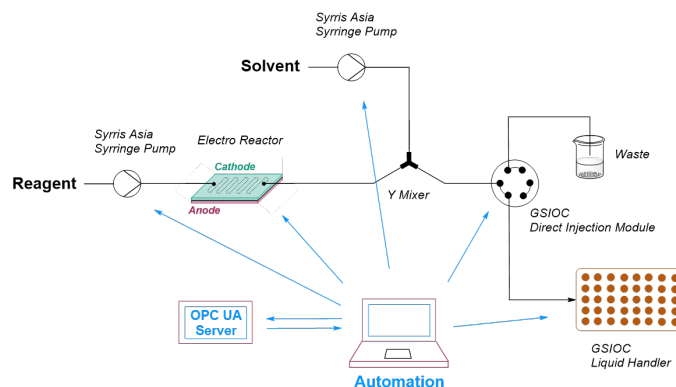 Syrris Asia
Syrringe Pump
Solvent
Syrris Asia
Syrringe Pump
Electro Reactor
Cathode
Waste
Reagent
Y Mixer
Anode
GSIOC
Direct Injection Module
OPC UA
Server
GSIOC
Liquid Handler
Automation